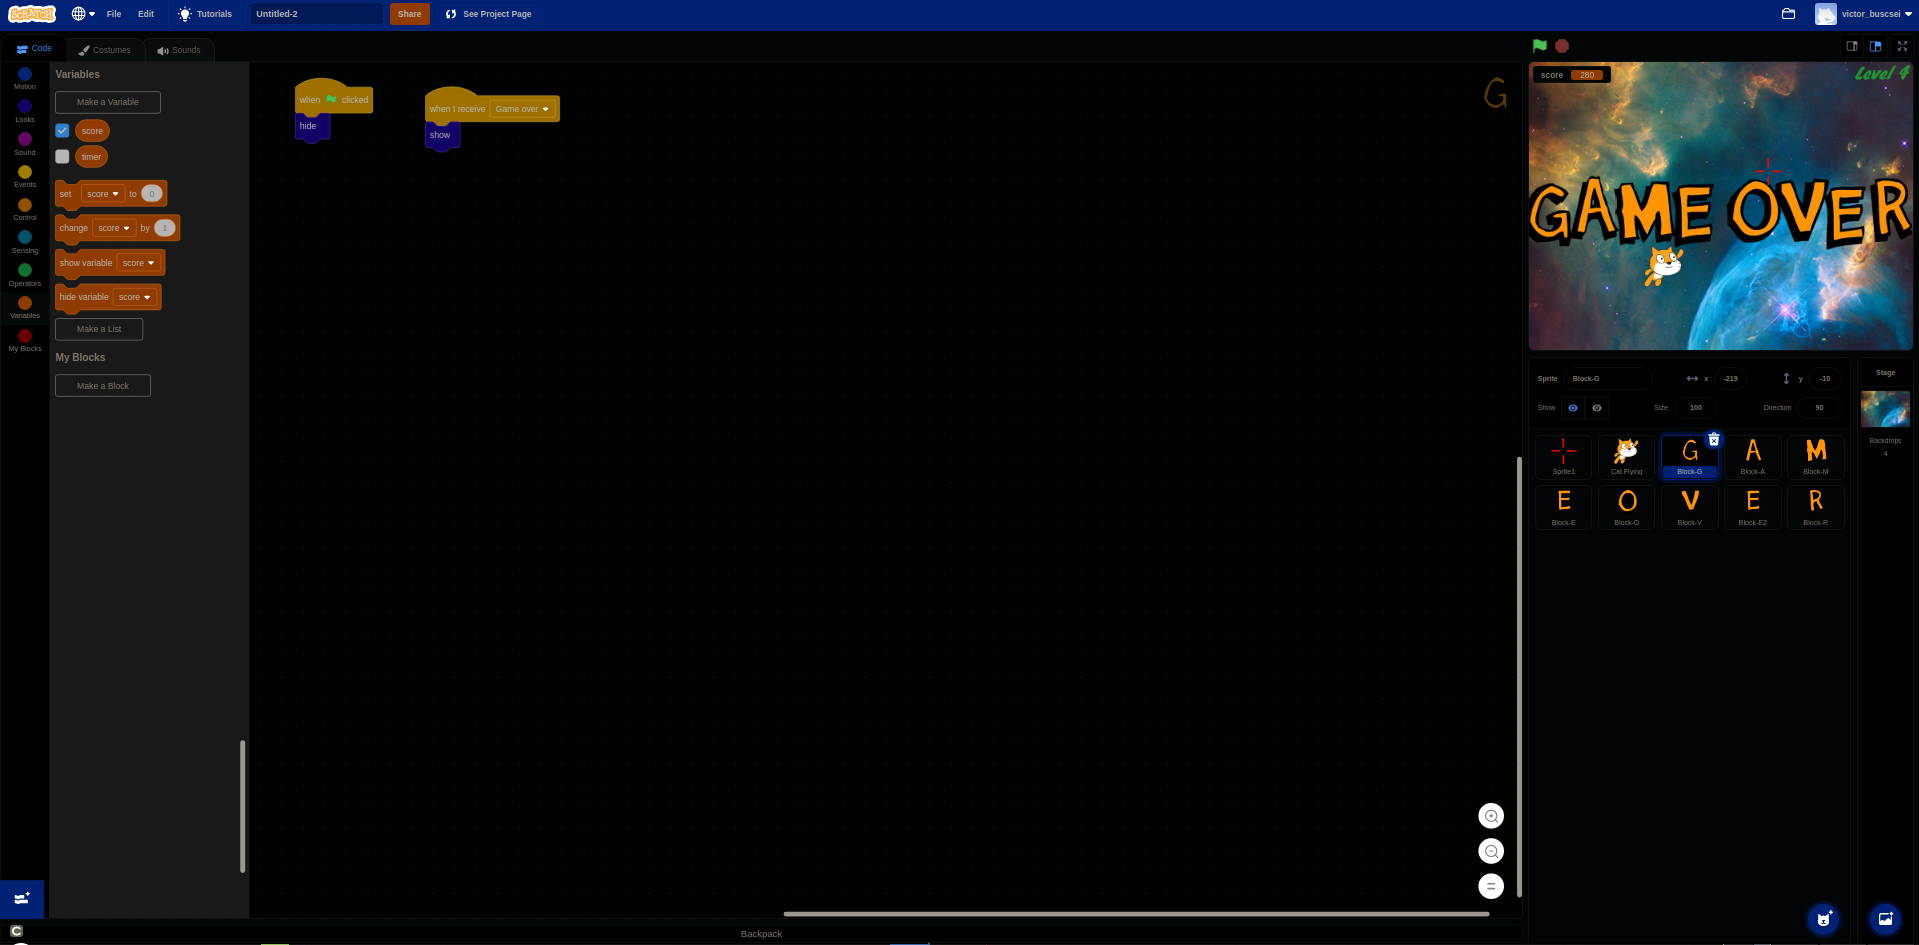 SCRATCH
File
Edit
Tutorials
Untitled-2
Share
See Project Page
victor_buscsei
Code
Costumes
Sounds
Motion
Looks
Sound
Events
Control
Sensing
Operators
Variables
My Blocks
Variables
Make a Variable
score
timer
set score to 0
change score by 1
show variable score
hide variable score
Make a List
My Blocks
Make a Block
when clicked
hide
when I receive Game over
show
G
score 280
Level 4
GAME OVER
Sprite Block-G x -219 y -10
Show Size 100 Direction 90
G A M
Sprite1 Cat Flying Block-G Block-A Block-M
E O V E R
Block-E Block-O Block-V Block-E2 Block-R
Stage
Backdrops
4
Backpack
C